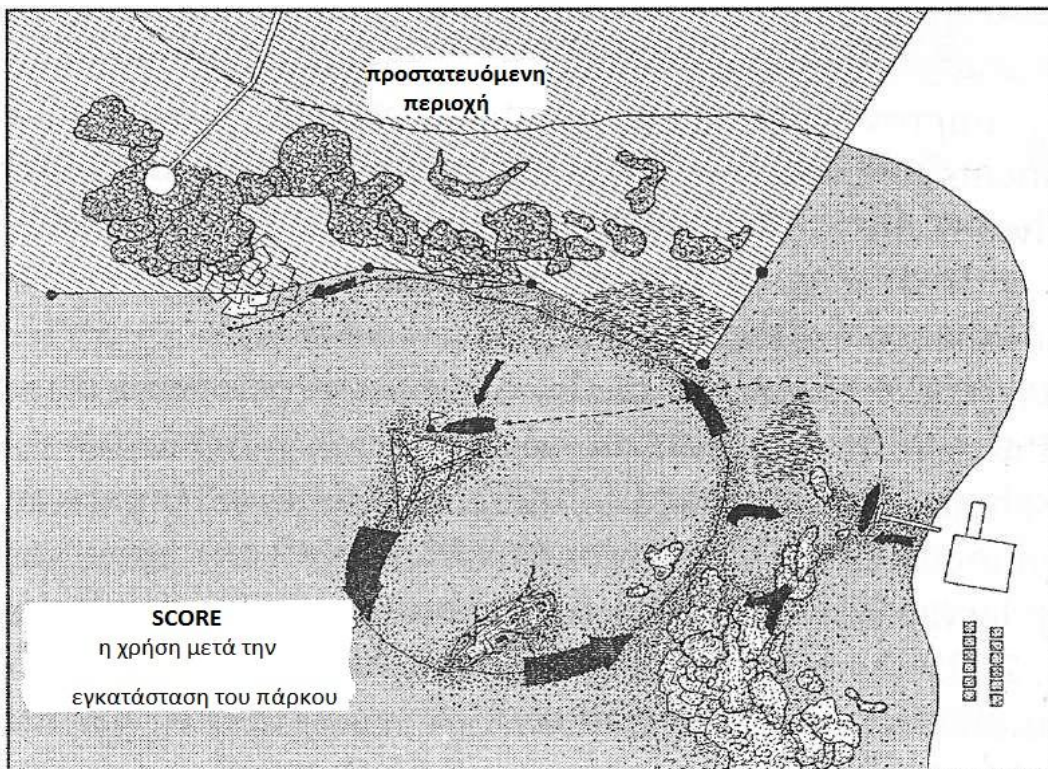 προστατευόμενη
περιοχή
SCORE
η χρήση μετά την
εγκατάσταση του πάρκου